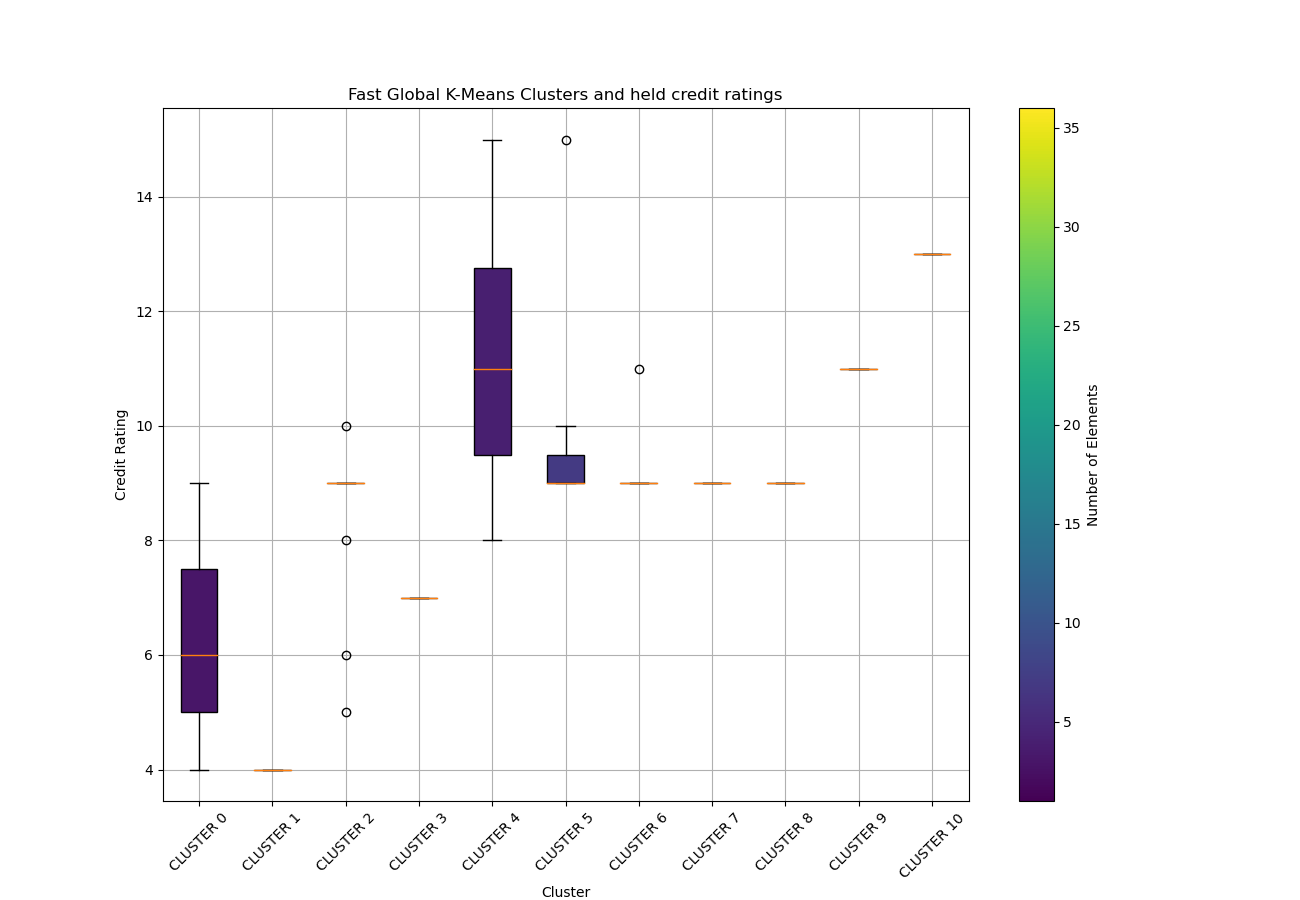 Fast Global K-Means Clusters and held credit ratings
14
12
10
8
6
4
Credit Rating
CLUSTER 0
CLUSTER 1
CLUSTER 2
CLUSTER 3
CLUSTER 4
CLUSTER 5
CLUSTER 6
CLUSTER 7
CLUSTER 8
CLUSTER 9
CLUSTER 10
Cluster
35
30
25
20
15
10
5
Number of Elements